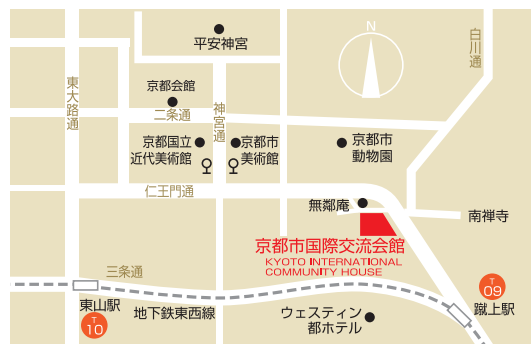 N
平安神宮
白川通
東大路通
京都会館
二条通
神宮通
京都国立
近代美術館
京都市
美術館
京都市
動物園
仁王門通
無鄰庵
南禅寺
京都市国際交流会館
KYOTO INTERNATIONAL
COMMUNITY HOUSE
三条通
T
09
蹴上駅
東山駅
T
10
地下鉄東西線
ウェスティン
都ホテル